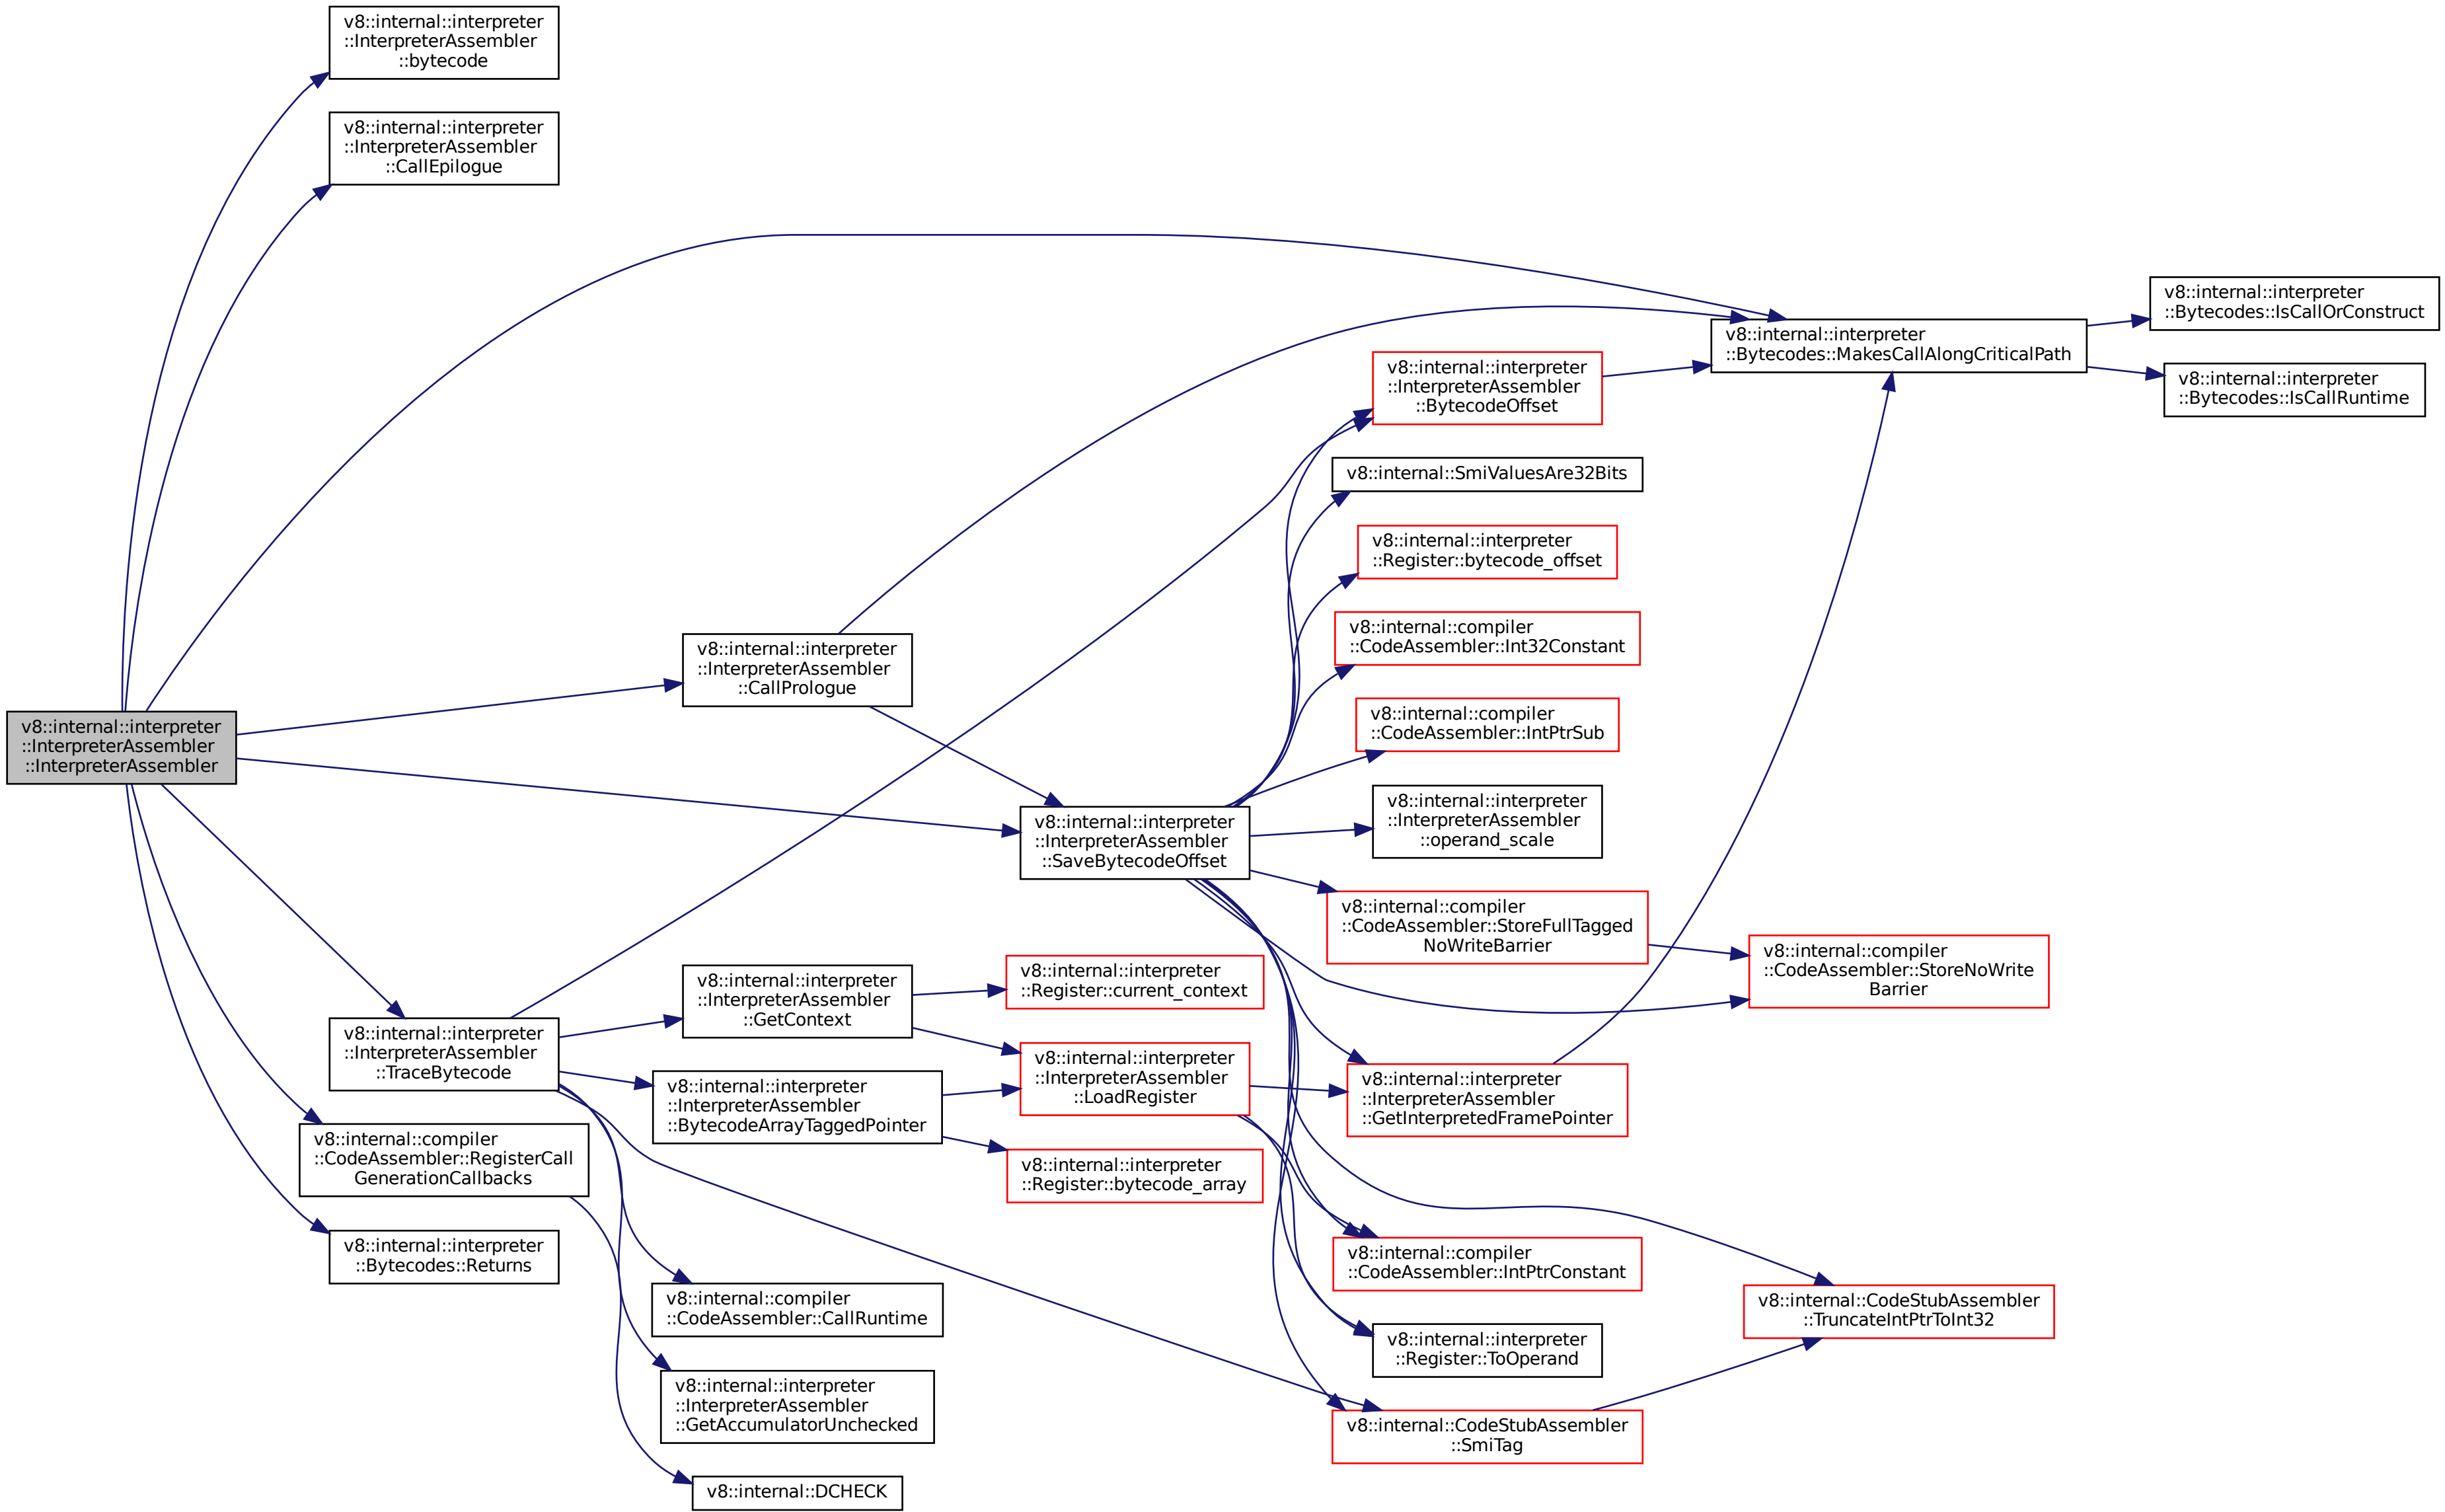 v8::internal::interpreter
::InterpreterAssembler
::InterpreterAssembler
v8::internal::interpreter
::InterpreterAssembler
::bytecode
v8::internal::interpreter
::InterpreterAssembler
::CallEpilogue
v8::internal::interpreter
::Bytecodes::MakesCallAlongCriticalPath
v8::internal::interpreter
::Bytecodes::IsCallOrConstruct
v8::internal::interpreter
::Bytecodes::IsCallRuntime
v8::internal::interpreter
::InterpreterAssembler
::CallPrologue
v8::internal::interpreter
::InterpreterAssembler
::SaveBytecodeOffset
v8::internal::interpreter
::InterpreterAssembler
::BytecodeOffset
v8::internal::SmiValuesAre32Bits
v8::internal::interpreter
::Register::bytecode_offset
v8::internal::compiler
::CodeAssembler::Int32Constant
v8::internal::compiler
::CodeAssembler::IntPtrSub
v8::internal::interpreter
::InterpreterAssembler
::operand_scale
v8::internal::compiler
::CodeAssembler::StoreFullTagged
NoWriteBarrier
v8::internal::compiler
::CodeAssembler::StoreNoWrite
Barrier
v8::internal::interpreter
::InterpreterAssembler
::GetInterpretedFramePointer
v8::internal::compiler
::CodeAssembler::IntPtrConstant
v8::internal::CodeStubAssembler
::TruncateIntPtrToInt32
v8::internal::interpreter
::Register::ToOperand
v8::internal::CodeStubAssembler
::SmiTag
v8::internal::interpreter
::InterpreterAssembler
::TraceBytecode
v8::internal::interpreter
::InterpreterAssembler
::GetContext
v8::internal::interpreter
::Register::current_context
v8::internal::interpreter
::InterpreterAssembler
::LoadRegister
v8::internal::interpreter
::InterpreterAssembler
::BytecodeArrayTaggedPointer
v8::internal::interpreter
::Register::bytecode_array
v8::internal::compiler
::CodeAssembler::RegisterCall
GenerationCallbacks
v8::internal::interpreter
::Bytecodes::Returns
v8::internal::compiler
::CodeAssembler::CallRuntime
v8::internal::interpreter
::InterpreterAssembler
::GetAccumulatorUnchecked
v8::internal::DCHECK